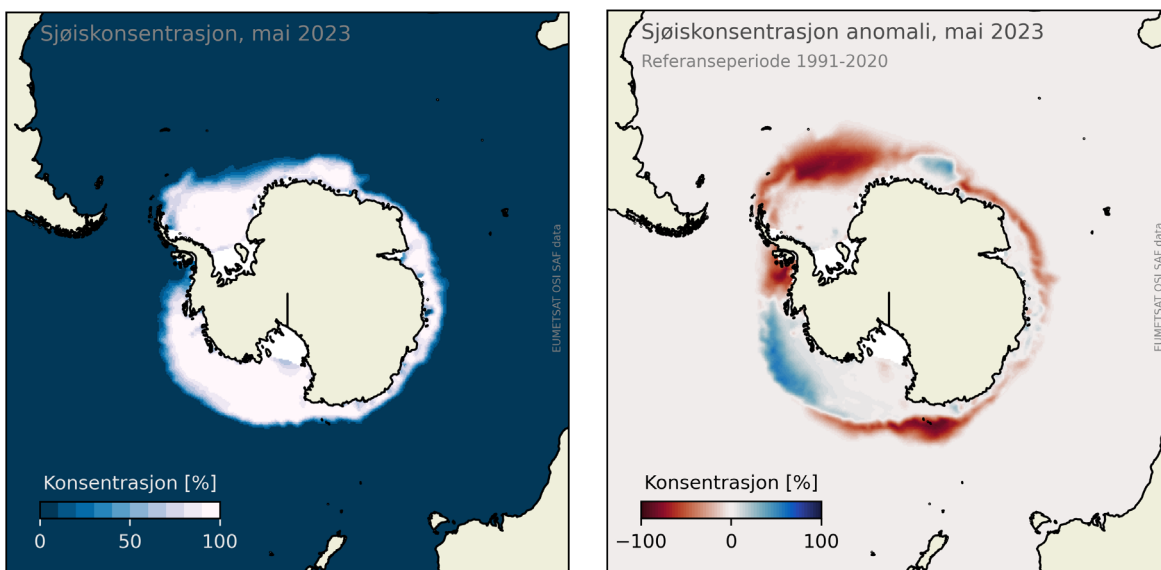 Sjøiskonsentrasjon, mai 2023
EUMETSAT OSI SAF data
Konsentrasjon [%]
0 50 100
Sjøiskonsentrasjon anomali, mai 2023
Referanseperiode 1991-2020
EUMETSAT OSI SAF data
Konsentrasjon [%]
−100 0 100